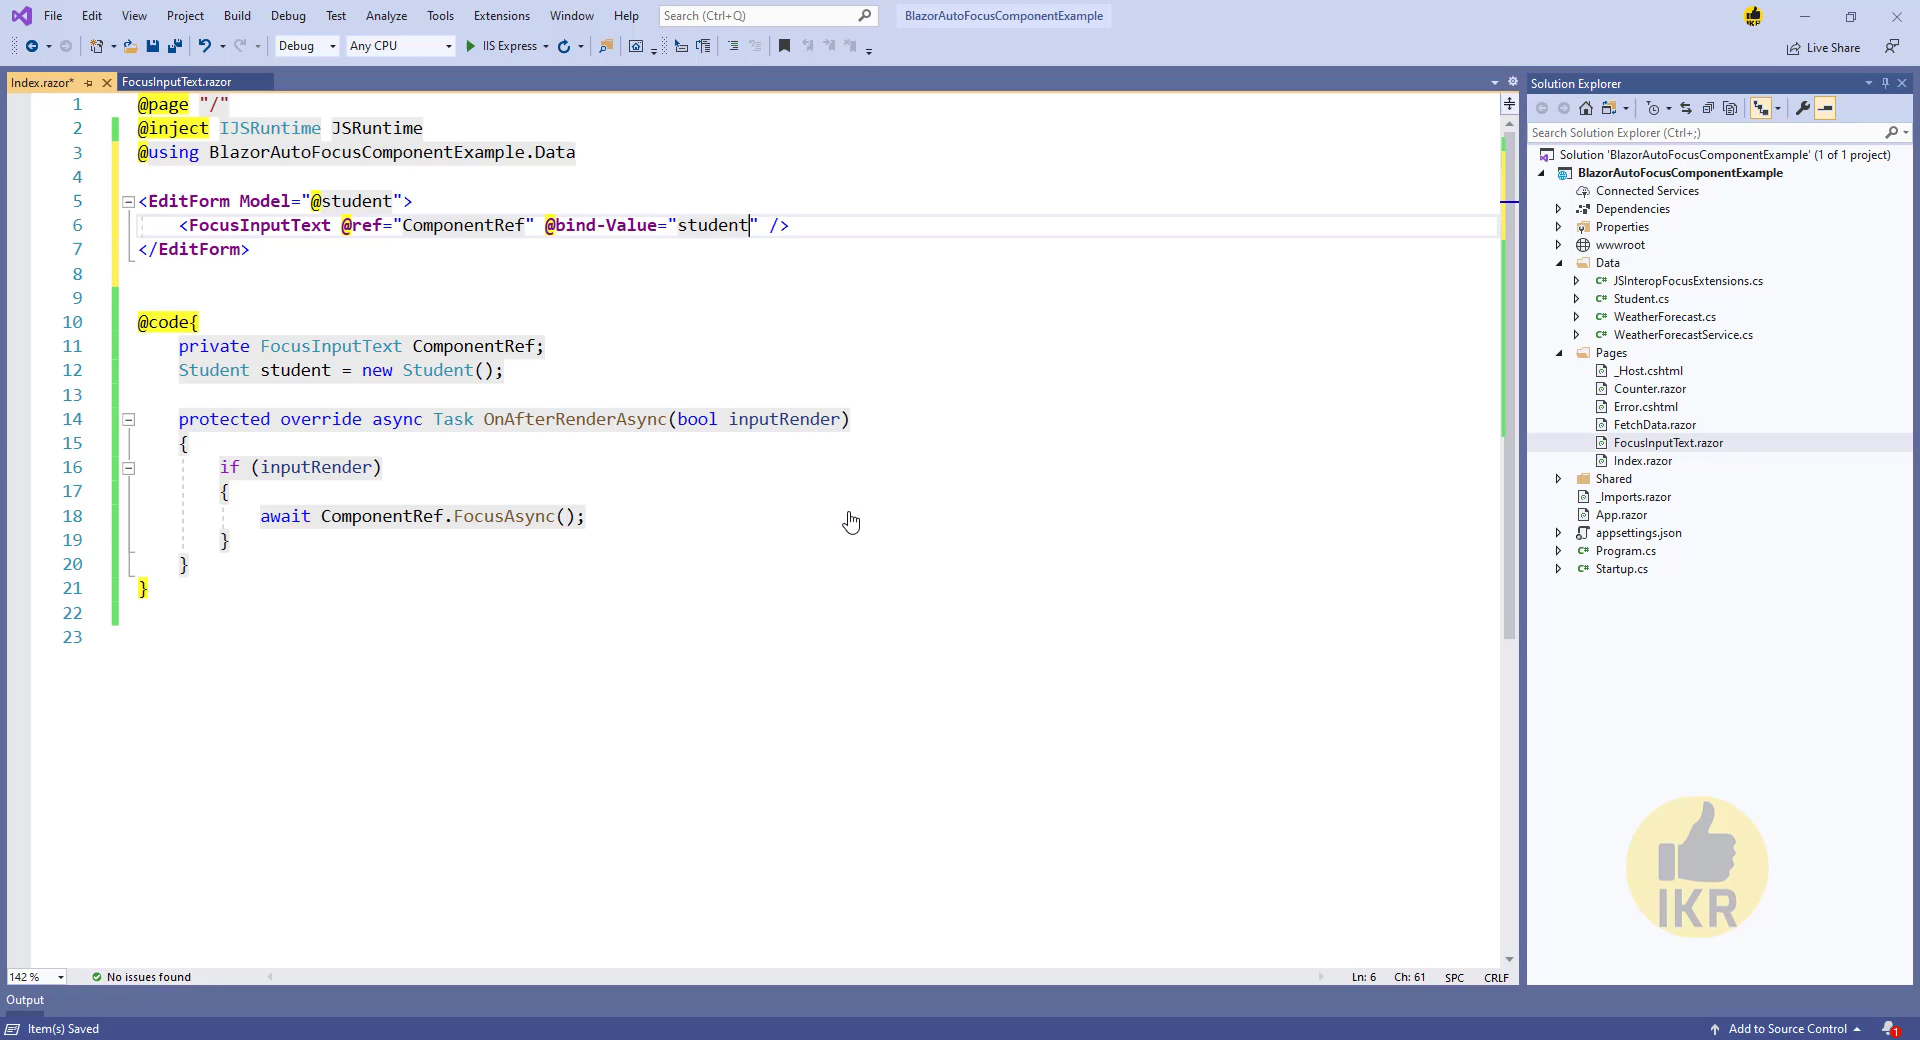 File Edit View Project Build Debug Test Analyze Tools Extensions Window Help Search (Ctrl+Q) BlazorAutoFocusComponentExample
Debug Any CPU IIS Express Live Share
Index.razor* FocusInputText.razor
1 @page "/"
2 @inject IJSRuntime JSRuntime
3 @using BlazorAutoFocusComponentExample.Data
4
5 <EditForm Model="@student">
6 <FocusInputText @ref="ComponentRef" @bind-Value="student" />
7 </EditForm>
8
9
10 @code{
11 private FocusInputText ComponentRef;
12 Student student = new Student();
13
14 protected override async Task OnAfterRenderAsync(bool inputRender)
15 {
16 if (inputRender)
17 {
18 await ComponentRef.FocusAsync();
19 }
20 }
21 }
22
23
142 % No issues found Ln: 6 Ch: 61 SPC CRLF
Output
Item(s) Saved Add to Source Control 1
Solution Explorer
Search Solution Explorer (Ctrl+;)
Solution 'BlazorAutoFocusComponentExample' (1 of 1 project)
BlazorAutoFocusComponentExample
Connected Services
Dependencies
Properties
wwwroot
Data
C# JSInteropFocusExtensions.cs
C# Student.cs
C# WeatherForecast.cs
C# WeatherForecastService.cs
Pages
_Host.cshtml
Counter.razor
Error.cshtml
FetchData.razor
FocusInputText.razor
Index.razor
Shared
_Imports.razor
App.razor
appsettings.json
C# Program.cs
C# Startup.cs
IKR